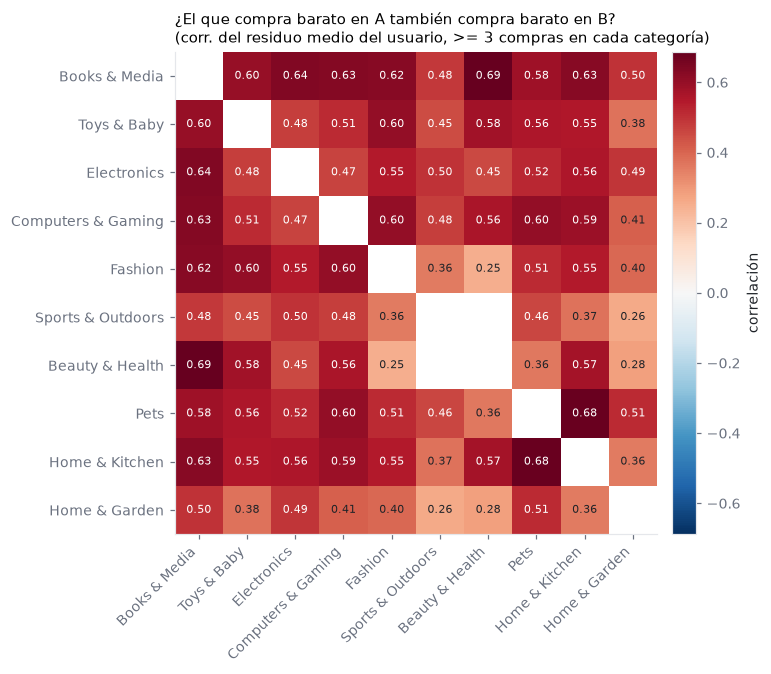 ¿El que compra barato en A también compra barato en B?
(corr. del residuo medio del usuario, >= 3 compras en cada categoría)
Books & Media 0.60 0.64 0.63 0.62 0.48 0.69 0.58 0.63 0.50
Toys & Baby 0.60 0.48 0.51 0.60 0.45 0.58 0.56 0.55 0.38
Electronics 0.64 0.48 0.47 0.55 0.50 0.45 0.52 0.56 0.49
Computers & Gaming 0.63 0.51 0.47 0.60 0.48 0.56 0.60 0.59 0.41
Fashion 0.62 0.60 0.55 0.60 0.36 0.25 0.51 0.55 0.40
Sports & Outdoors 0.48 0.45 0.50 0.48 0.36 0.46 0.37 0.26
Beauty & Health 0.69 0.58 0.45 0.56 0.25 0.36 0.57 0.28
Pets 0.58 0.56 0.52 0.60 0.51 0.46 0.36 0.68 0.51
Home & Kitchen 0.63 0.55 0.56 0.59 0.55 0.37 0.57 0.68 0.36
Home & Garden 0.50 0.38 0.49 0.41 0.40 0.26 0.28 0.51 0.36
Books & Media
Toys & Baby
Electronics
Computers & Gaming
Fashion
Sports & Outdoors
Beauty & Health
Pets
Home & Kitchen
Home & Garden
0.6
0.4
0.2
0.0
−0.2
−0.4
−0.6
correlación